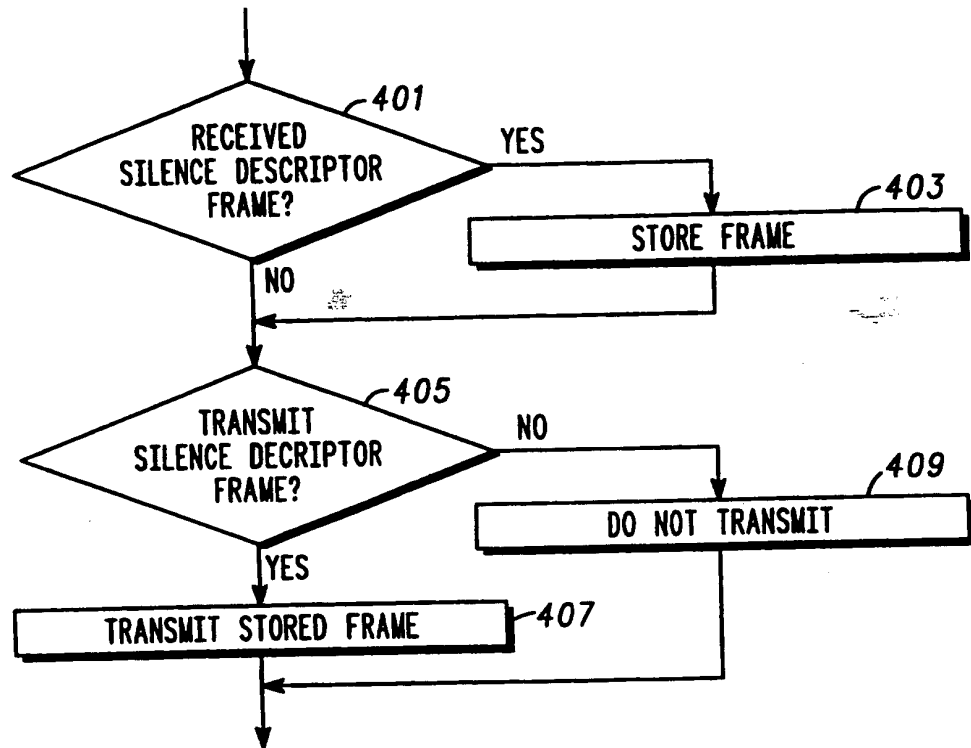 401
RECEIVED
SILENCE DESCRIPTOR
FRAME?
YES
403
STORE FRAME
NO
405
TRANSMIT
SILENCE DECRIPTOR
FRAME?
NO
409
DO NOT TRANSMIT
YES
TRANSMIT STORED FRAME
407